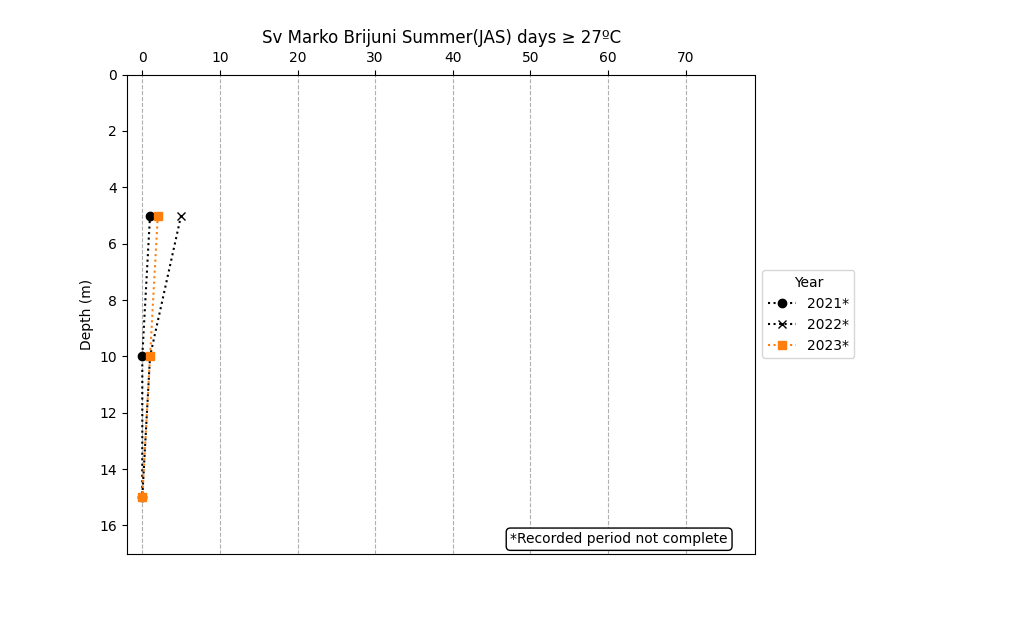 Sv Marko Brijuni Summer(JAS) days ≥ 27ºC
0 10 20 30 40 50 60 70
0
2
4
6
8
10
12
14
16
Depth (m)
Year
2021*
2022*
2023*
*Recorded period not complete